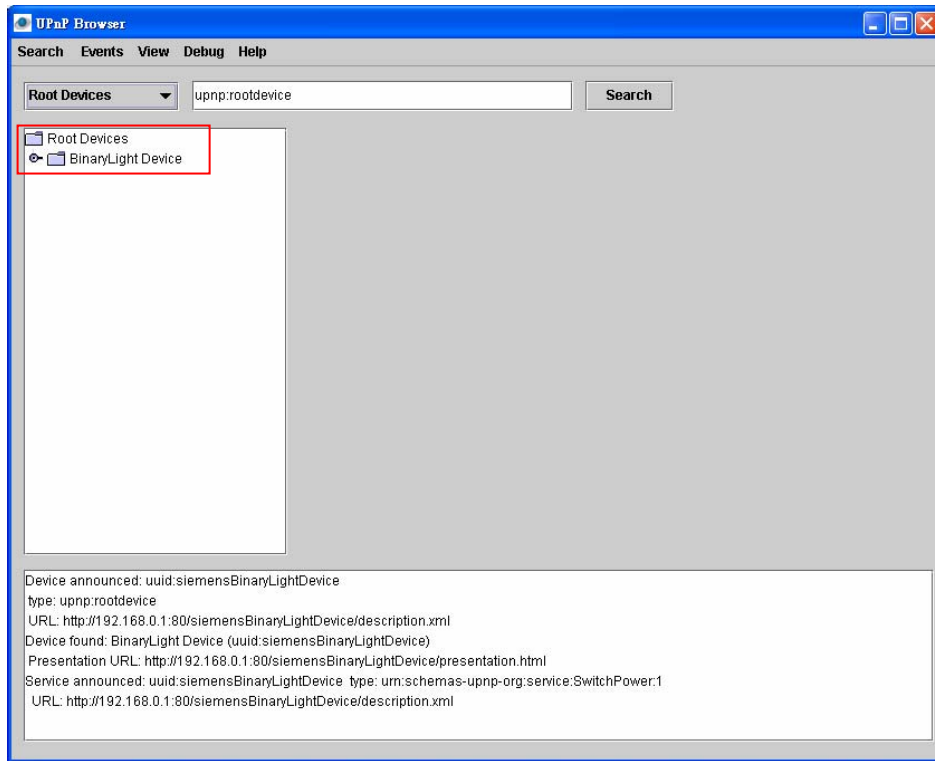 UPnP Browser
Search Events View Debug Help
Root Devices upnp:rootdevice Search
Root Devices
BinaryLight Device
Device announced: uuid:siemensBinaryLightDevice
type: upnp:rootdevice
URL: http://192.168.0.1:80/siemensBinaryLightDevice/description.xml
Device found: BinaryLight Device (uuid:siemensBinaryLightDevice)
Presentation URL: http://192.168.0.1:80/siemensBinaryLightDevice/presentation.html
Service announced: uuid:siemensBinaryLightDevice type: urn:schemas-upnp-org:service:SwitchPower:1
URL: http://192.168.0.1:80/siemensBinaryLightDevice/description.xml